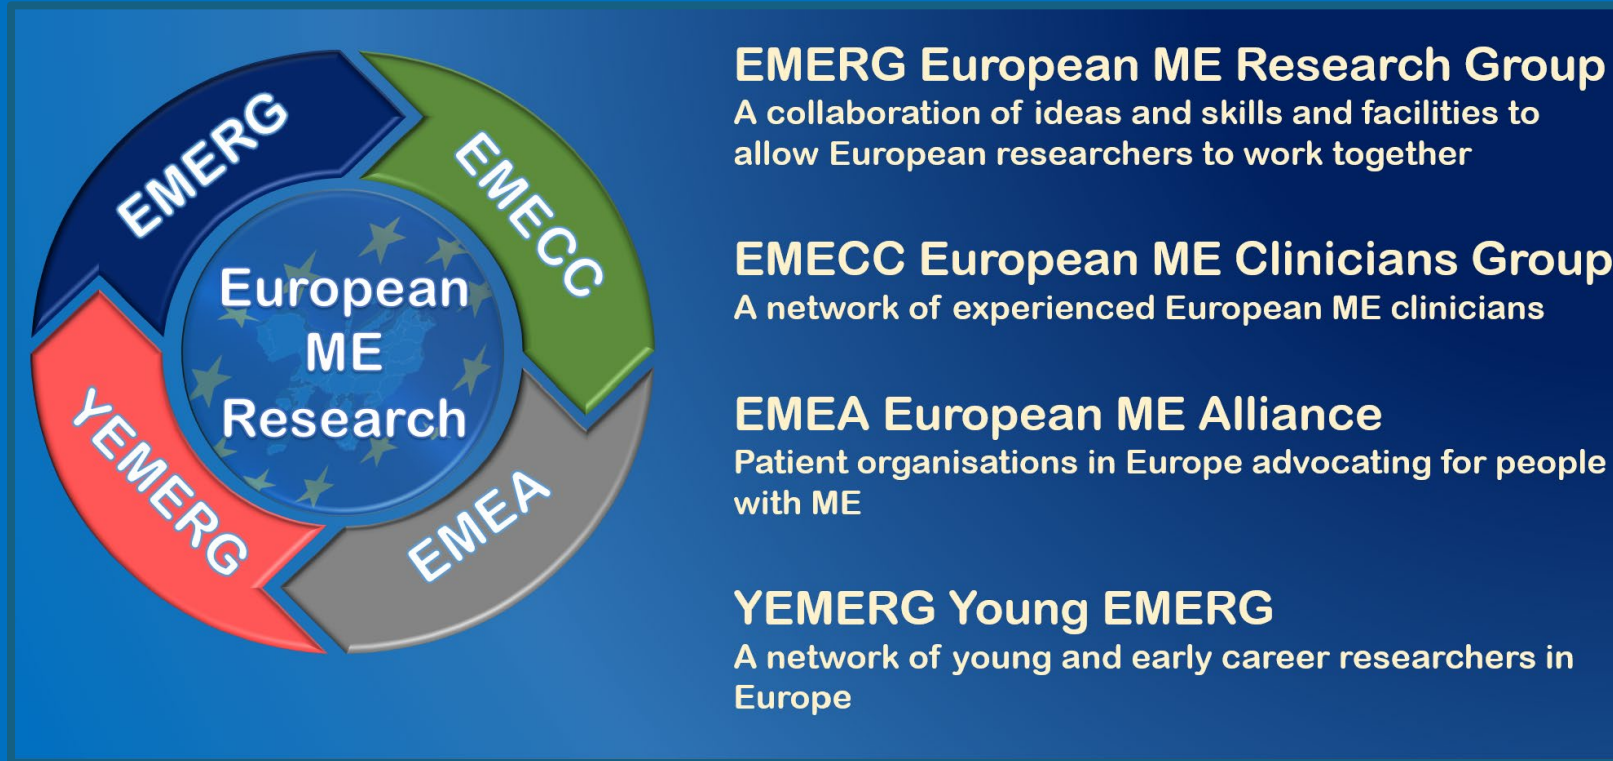 EMERG
EMECC
European
ME
Research
YEMERG
EMEA
EMERG European ME Research Group
A collaboration of ideas and skills and facilities to
allow European researchers to work together
EMECC European ME Clinicians Group
A network of experienced European ME clinicians
EMEA European ME Alliance
Patient organisations in Europe advocating for people
with ME
YEMERG Young EMERG
A network of young and early career researchers in
Europe